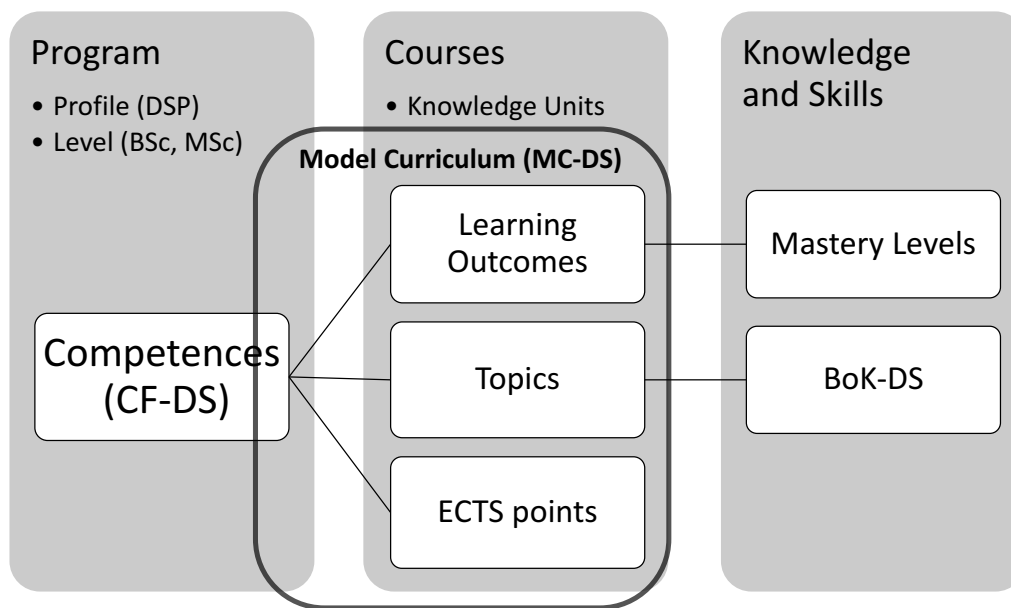 Program
• Profile (DSP)
• Level (BSc, MSc)
Competences
(CF-DS)
Courses
• Knowledge Units
Model Curriculum (MC-DS)
Learning
Outcomes
Topics
ECTS points
Knowledge
and Skills
Mastery Levels
BoK-DS